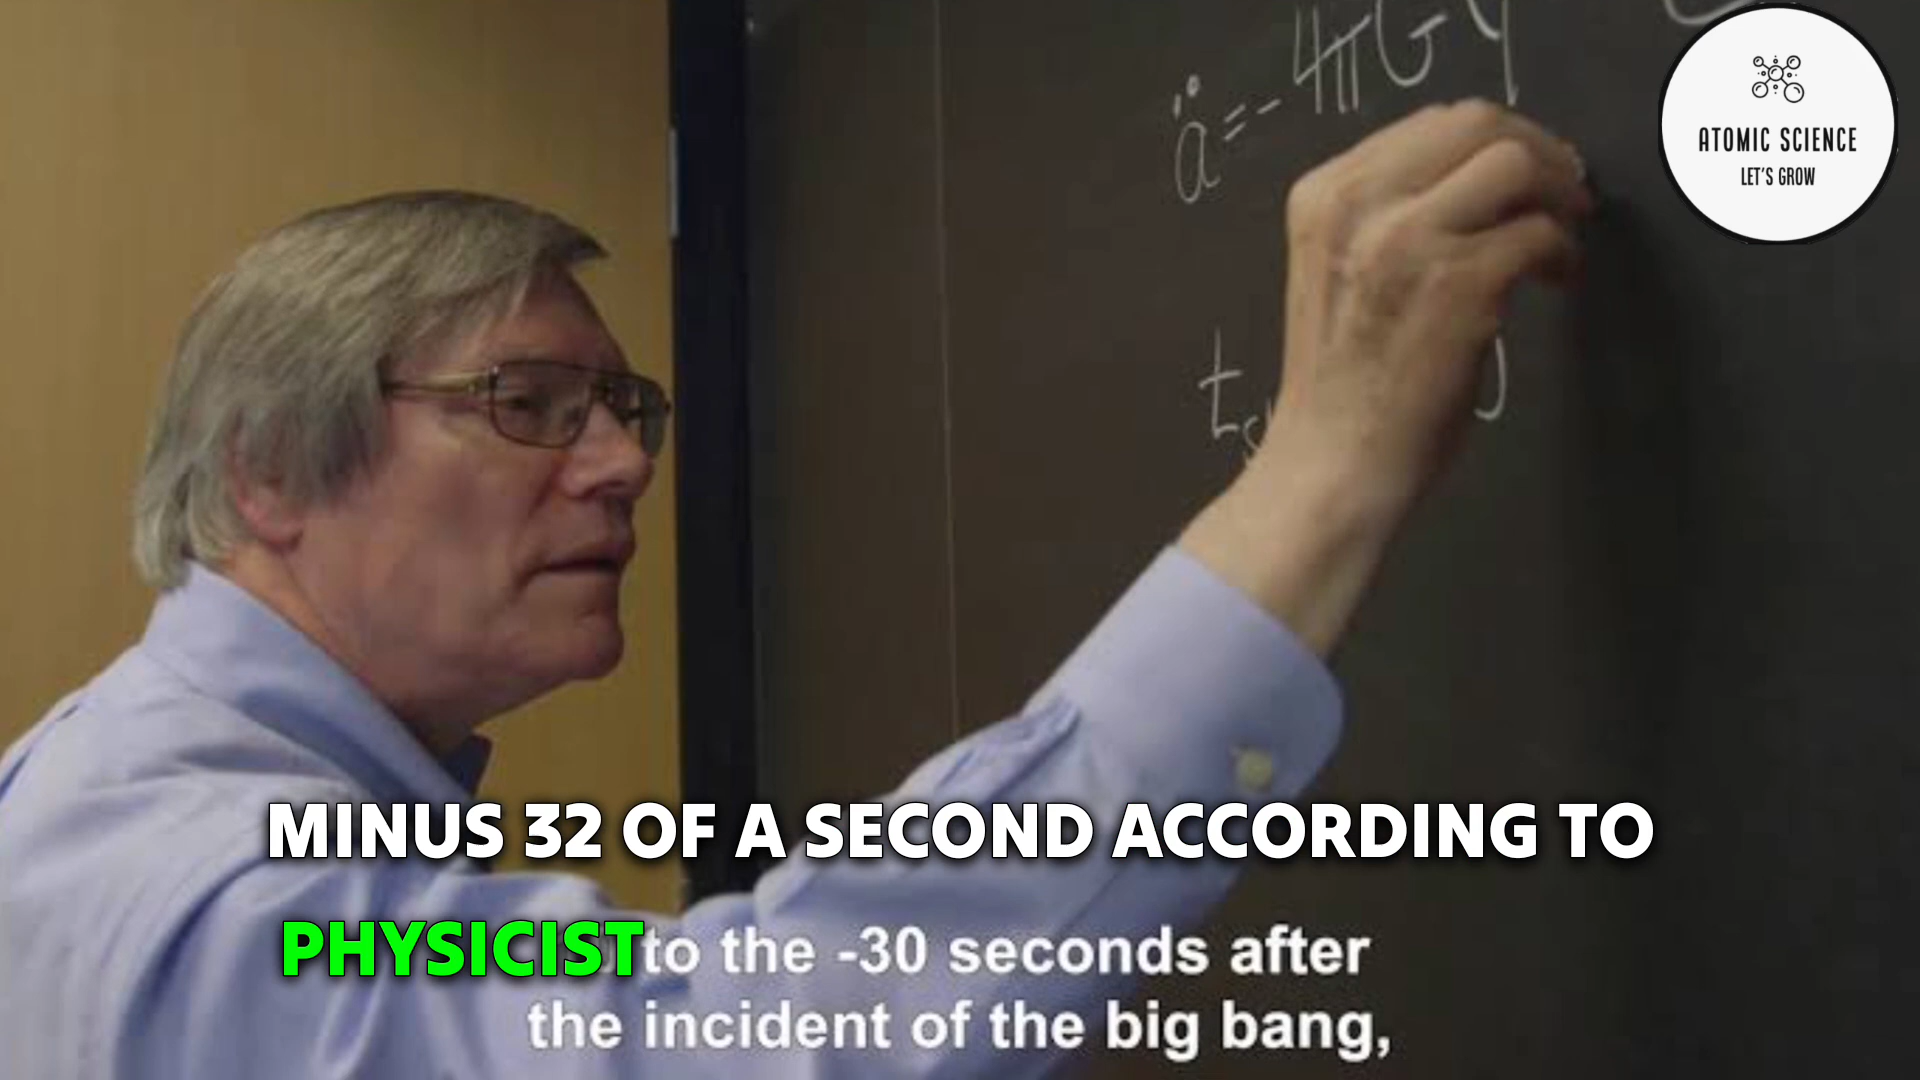 ä = - 4πG
ATOMIC SCIENCE
LET'S GROW
t
MINUS 32 OF A SECOND ACCORDING TO
PHYSICIST to the -30 seconds after
the incident of the big bang,